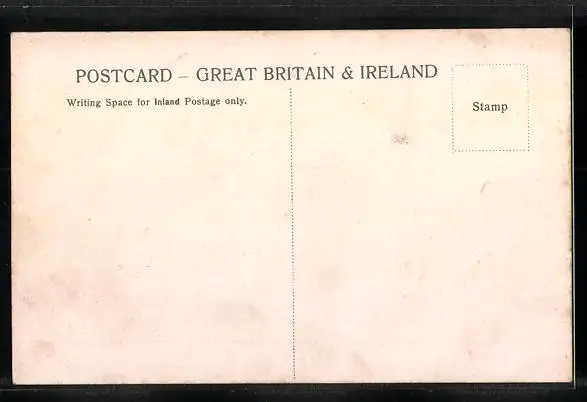 POSTCARD – GREAT BRITAIN & IRELAND
Writing Space for Inland Postage only.
Stamp